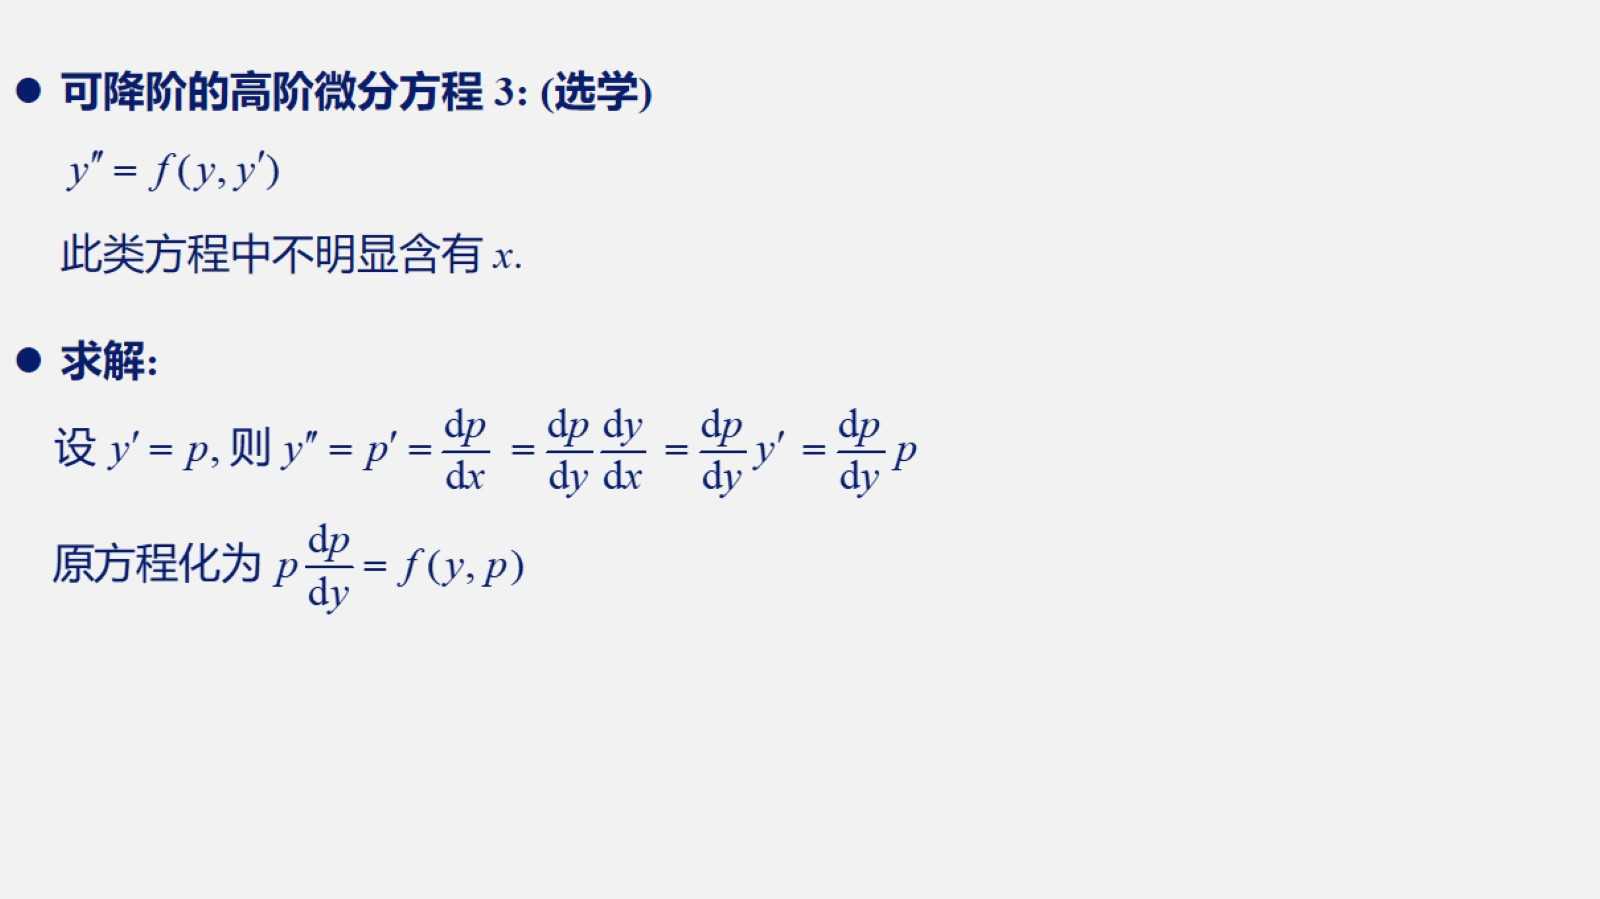 ● 可降阶的高阶微分方程 3: (选学)
y″ = f(y, y′)
此类方程中不明显含有 x.
● 求解:
设 y′ = p, 则 y″ = p′ = dp/dx = dp/dy dy/dx = dp/dy y′ = dp/dy p
原方程化为 p dp/dy = f(y, p)